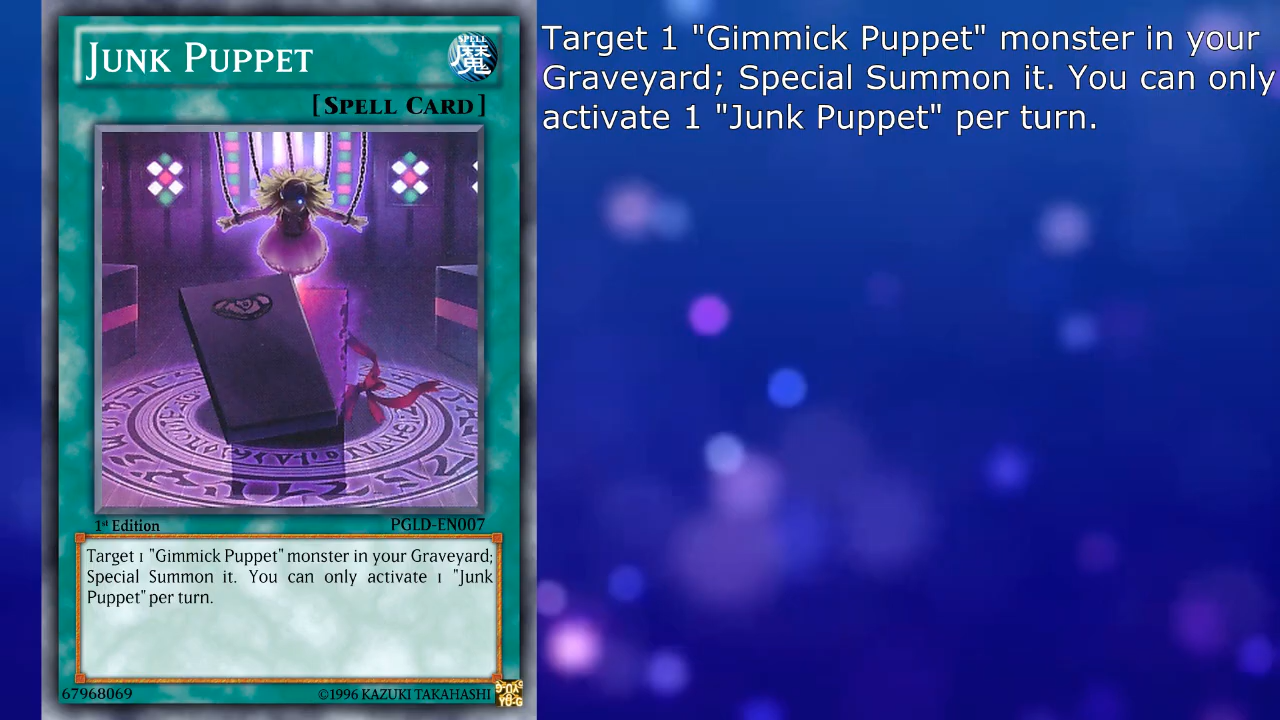 JUNK PUPPET
SPELL
魔
[SPELL CARD]
1st Edition
PGLD-EN007
Target 1 "Gimmick Puppet" monster in your Graveyard;
Special Summon it. You can only activate 1 "Junk
Puppet" per turn.
67968069
©1996 KAZUKI TAKAHASHI
Target 1 "Gimmick Puppet" monster in your
Graveyard; Special Summon it. You can only
activate 1 "Junk Puppet" per turn.